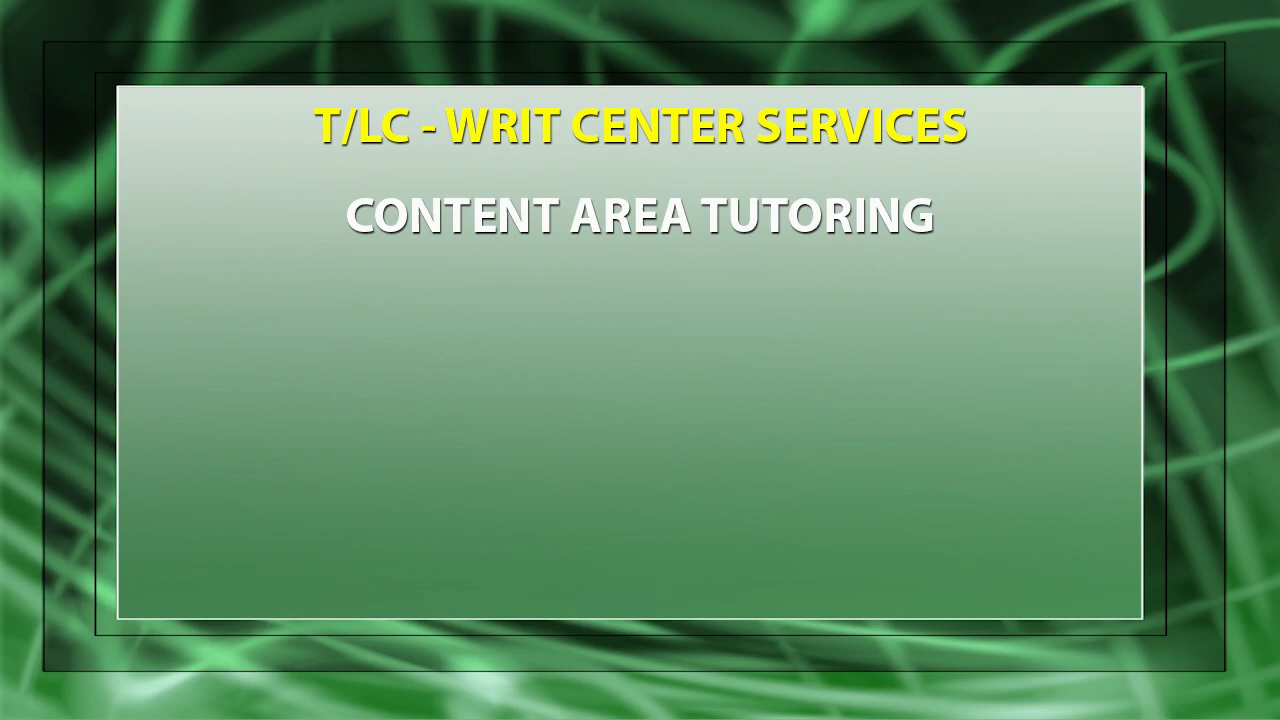 T/LC - WRIT CENTER SERVICES
CONTENT AREA TUTORING